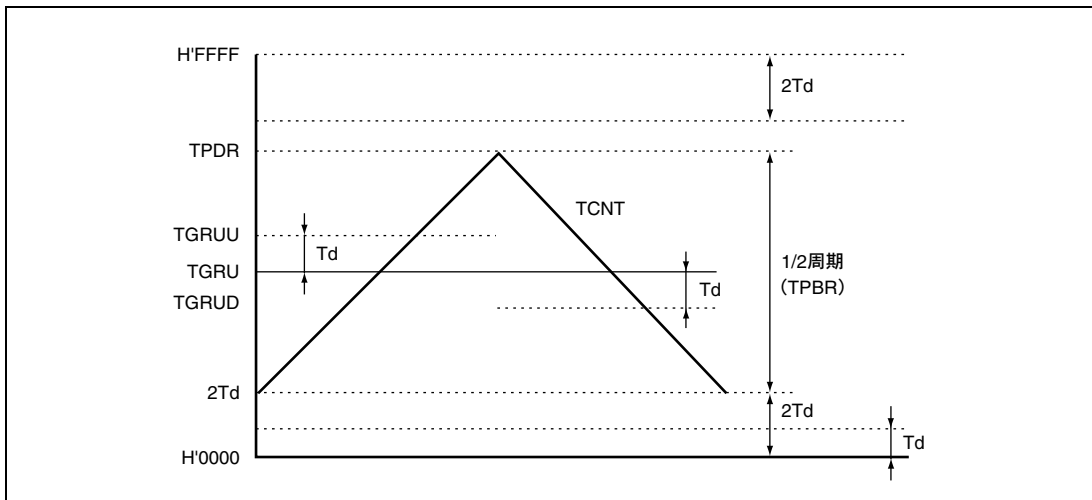 H'FFFF
2Td
TPDR
TCNT
TGRUU
Td
TGRU
1/2周期
（TPBR）
Td
TGRUD
2Td
2Td
Td
H'0000